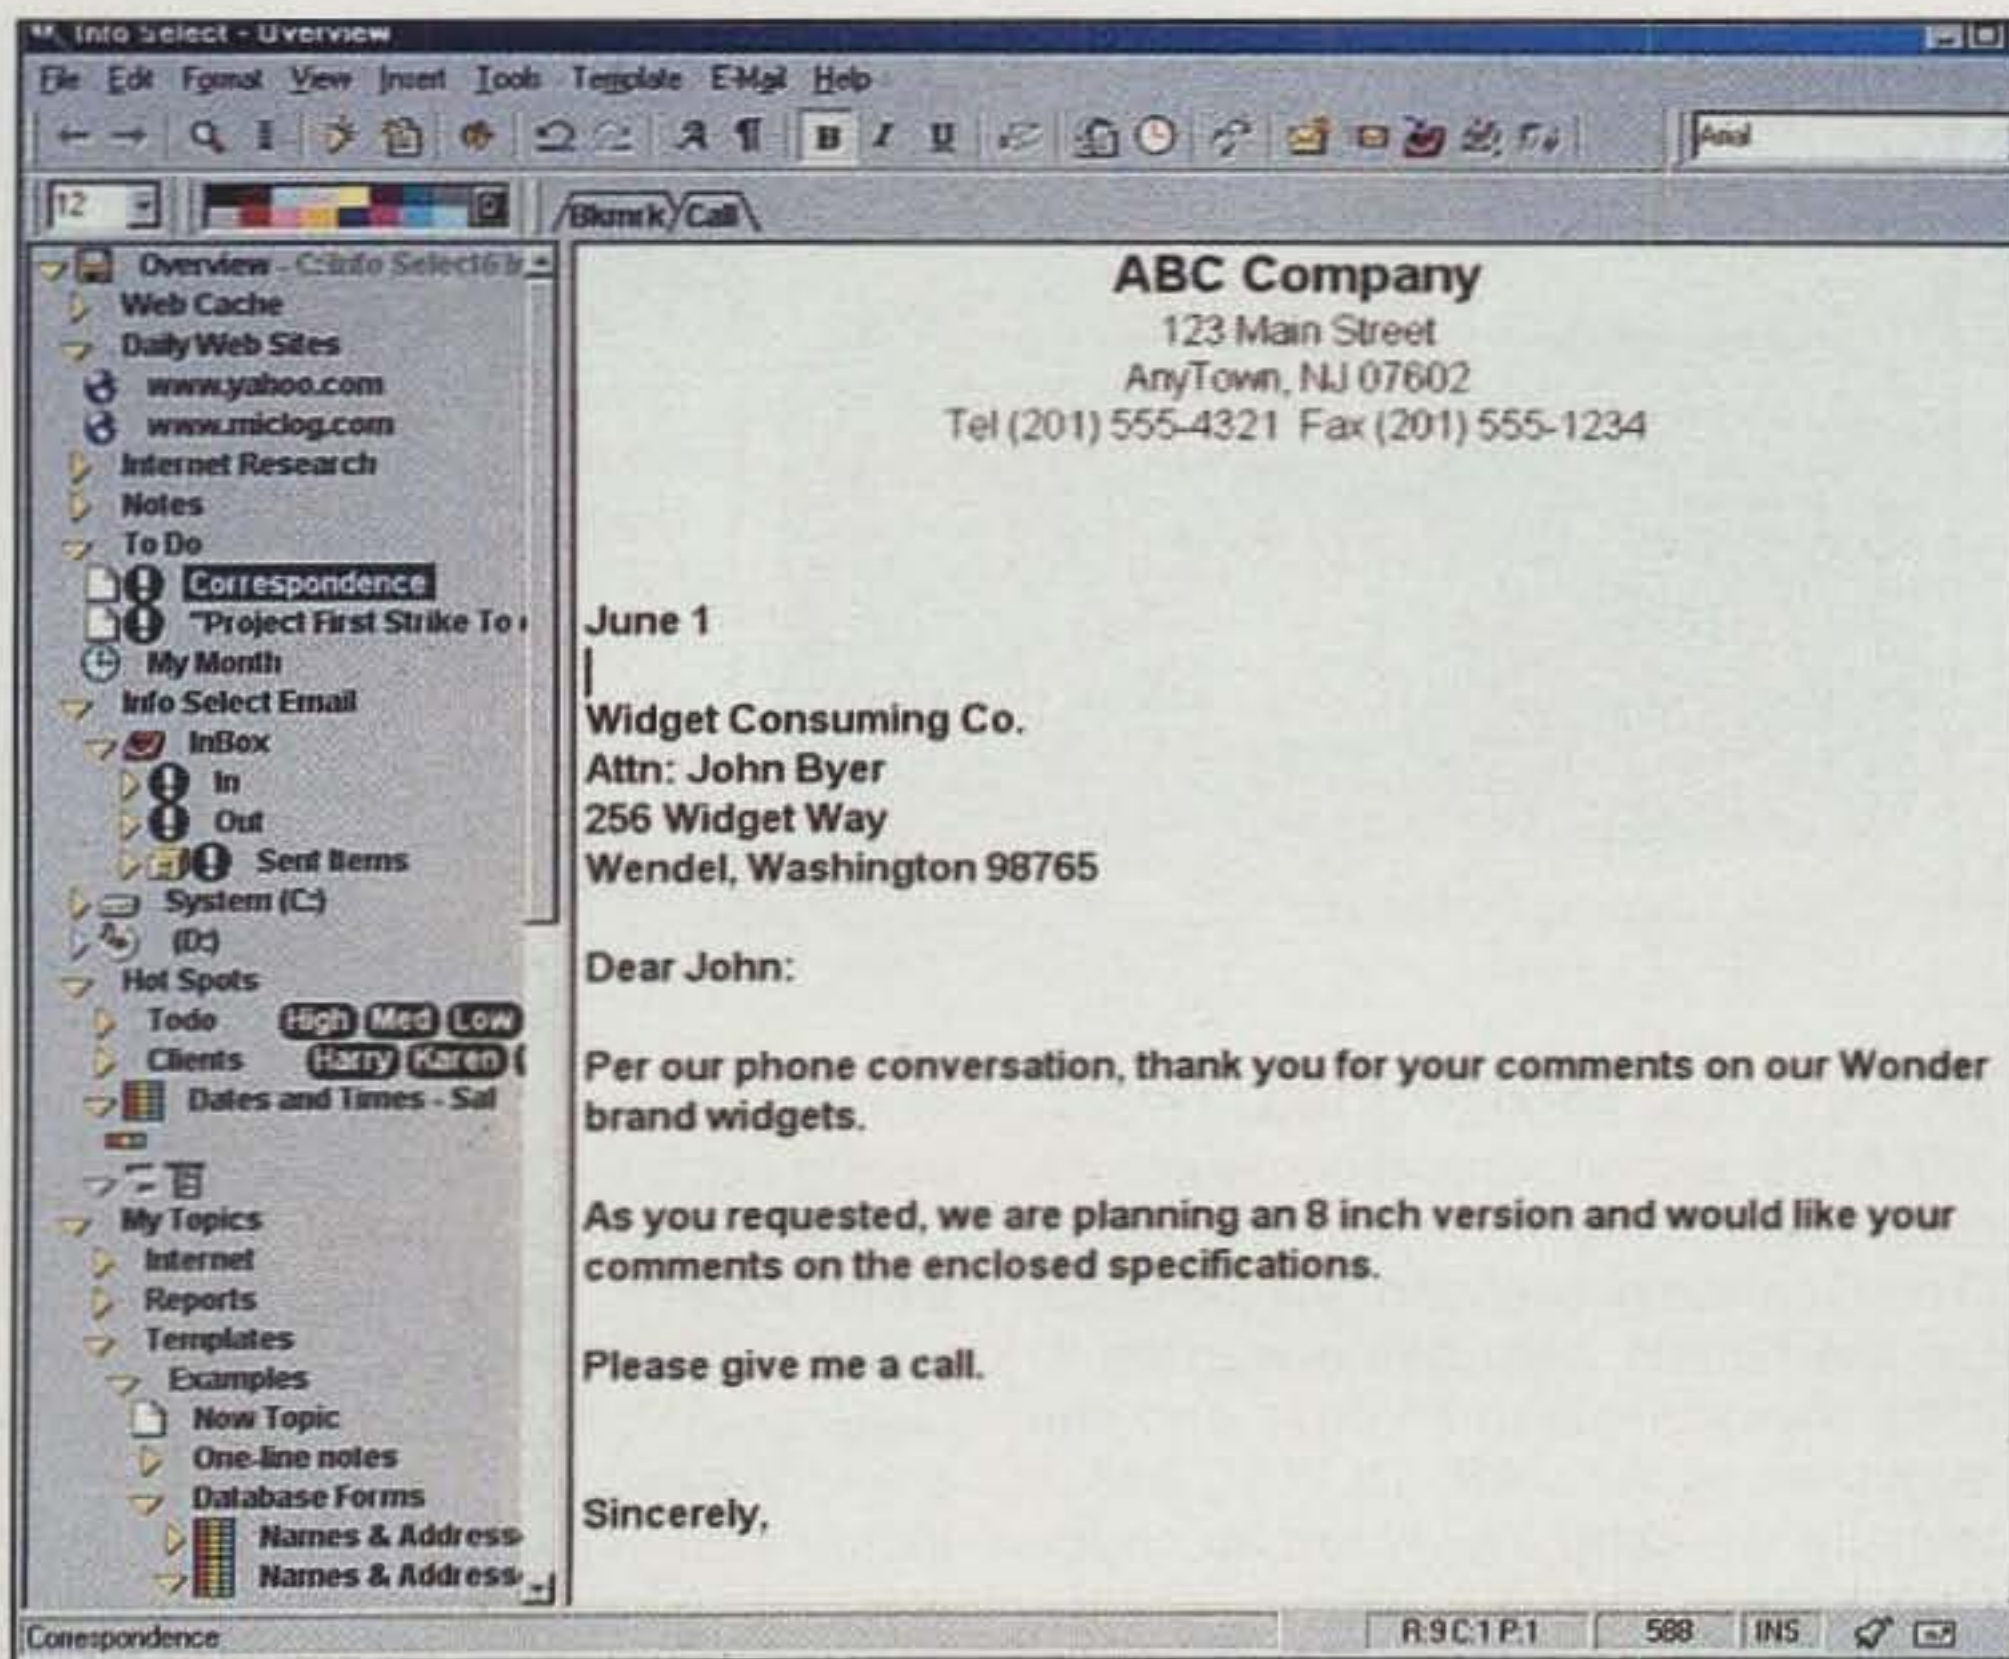 Info Select - Overview
File Edit Format View Insert Tools Template E-Mail Help
B I U
Arial
12
Bkmrk Call
Overview - C:\Info Select6\
Web Cache
Daily Web Sites
www.yahoo.com
www.miclog.com
Internet Research
Notes
To Do
Correspondence
"Project First Strike To
My Month
Info Select Email
InBox
In
Out
Sent Items
System (C:)
(D:)
Hot Spots
Todo High Med Low
Clients Harry Karen
Dates and Times - Sal
My Topics
Internet
Reports
Templates
Examples
Now Topic
One-line notes
Database Forms
Names & Address
Names & Address
ABC Company
123 Main Street
AnyTown, NJ 07602
Tel (201) 555-4321 Fax (201) 555-1234
June 1
Widget Consuming Co.
Attn: John Byer
256 Widget Way
Wendel, Washington 98765
Dear John:
Per our phone conversation, thank you for your comments on our Wonder
brand widgets.
As you requested, we are planning an 8 inch version and would like your
comments on the enclosed specifications.
Please give me a call.
Sincerely,
Correspondence
R:9 C:1 P:1 588 INS